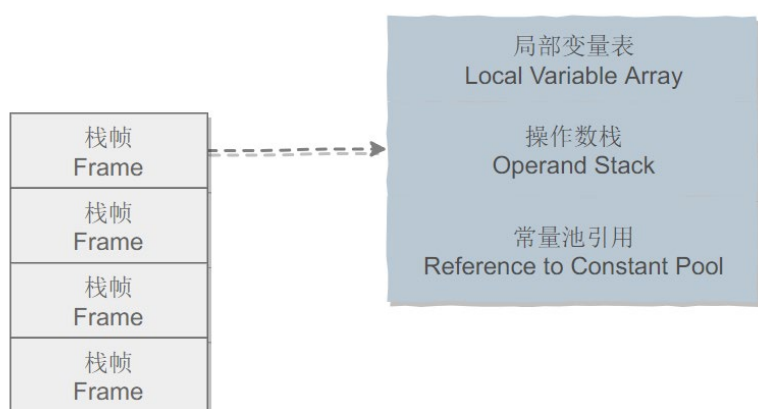 局部变量表
Local Variable Array
操作数栈
Operand Stack
常量池引用
Reference to Constant Pool
栈帧
Frame
栈帧
Frame
栈帧
Frame
栈帧
Frame